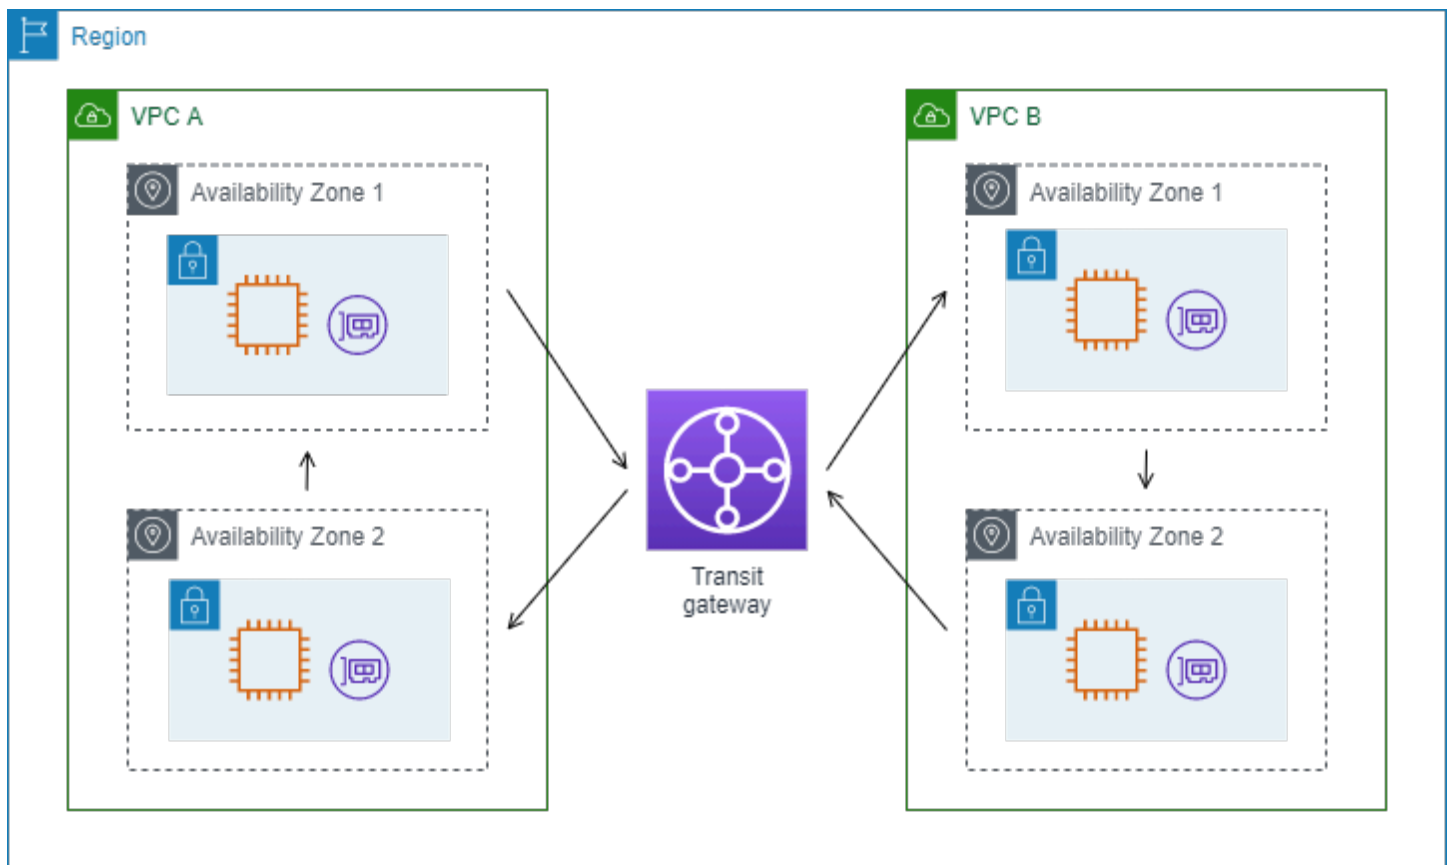 Region
VPC A
VPC B
Availability Zone 1
Availability Zone 1
Availability Zone 2
Availability Zone 2
Transit
gateway